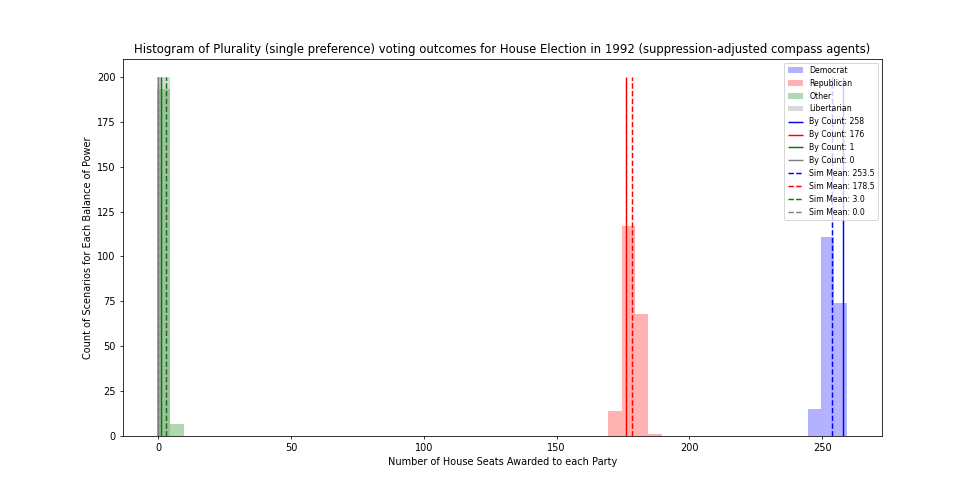 Histogram of Plurality (single preference) voting outcomes for House Election in 1992 (suppression-adjusted compass agents)
Democrat
Republican
Other
Libertarian
By Count: 258
By Count: 176
By Count: 1
By Count: 0
Sim Mean: 253.5
Sim Mean: 178.5
Sim Mean: 3.0
Sim Mean: 0.0
Count of Scenarios for Each Balance of Power
200
175
150
125
100
75
50
25
0
0
50
100
150
200
250
Number of House Seats Awarded to each Party